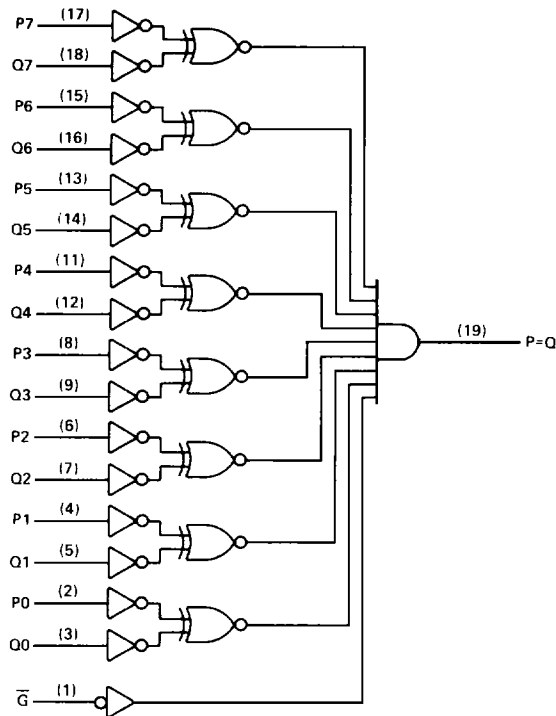 P7 (17)
Q7 (18)
P6 (15)
Q6 (16)
P5 (13)
Q5 (14)
P4 (11)
Q4 (12)
P3 (8)
Q3 (9)
P2 (6)
Q2 (7)
P1 (4)
Q1 (5)
P0 (2)
Q0 (3)
G̅ (1)
(19) P=Q